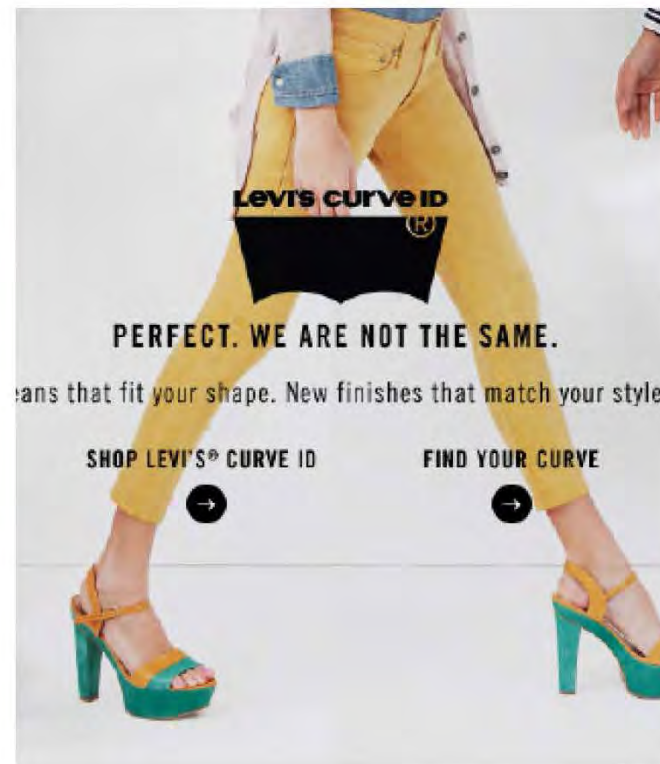 Levi's curve ID
®
PERFECT. WE ARE NOT THE SAME.
eans that fit your shape. New finishes that match your style
SHOP LEVI'S® CURVE ID
FIND YOUR CURVE